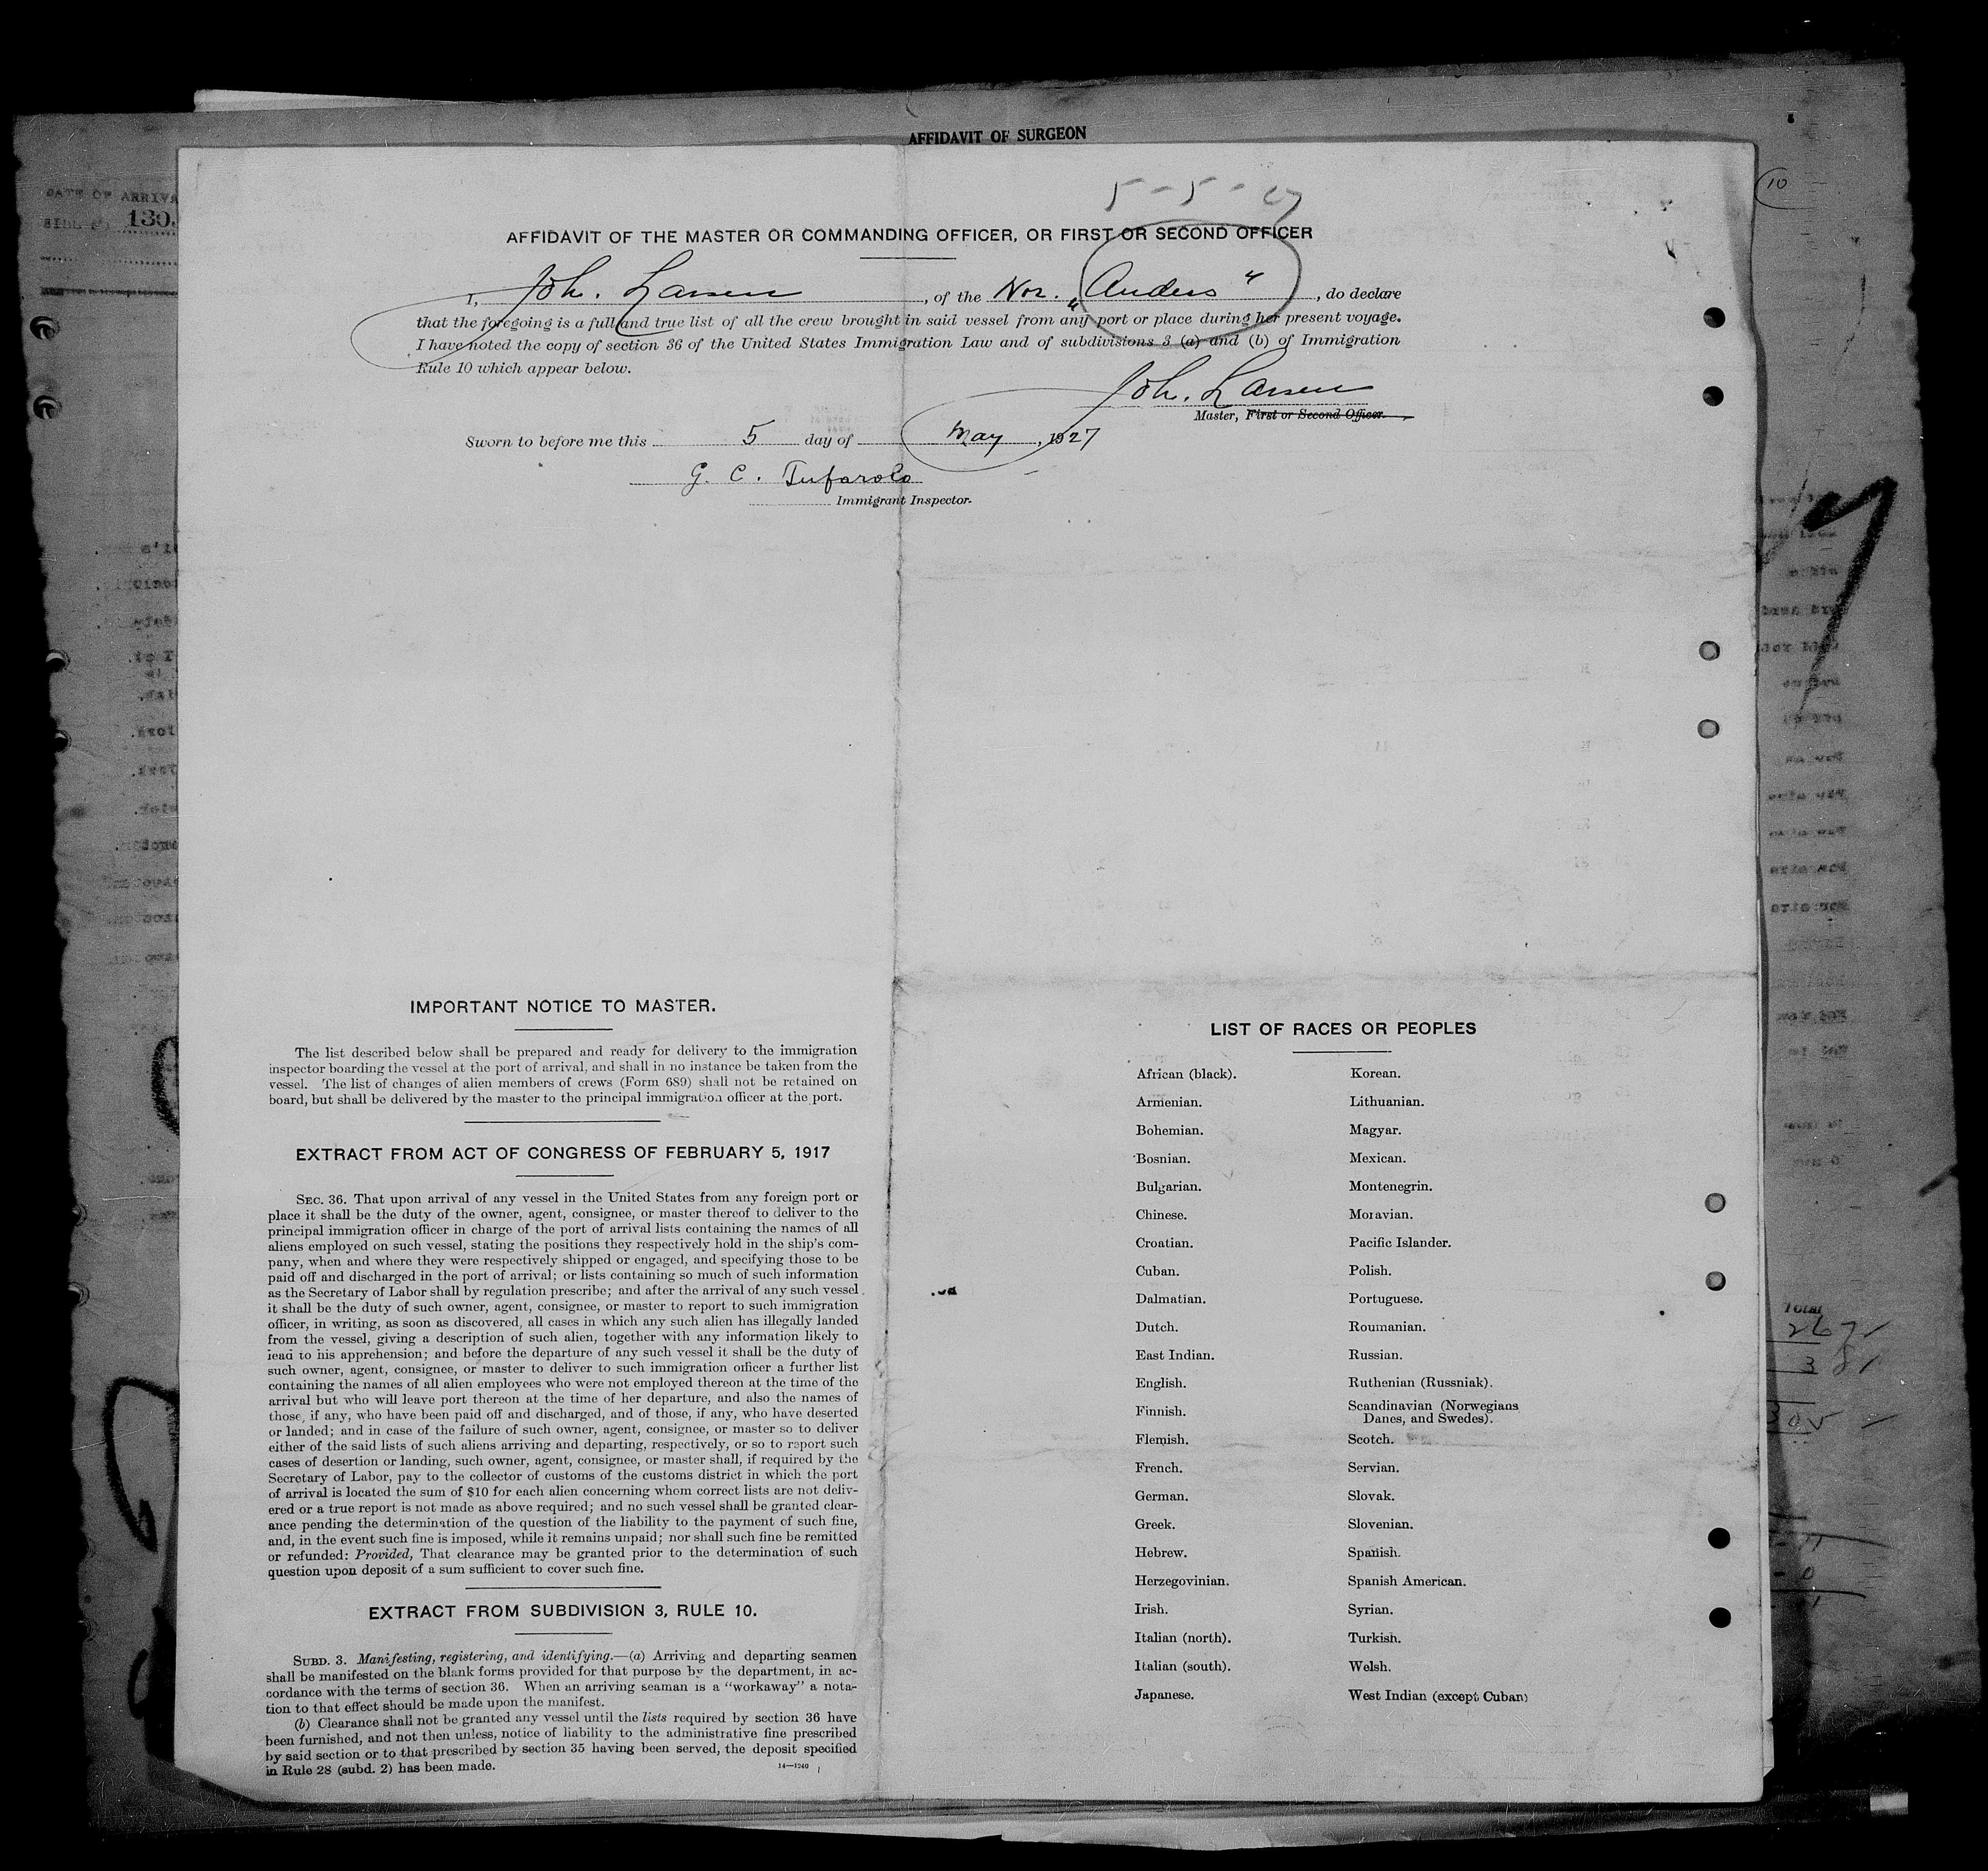 AFFIDAVIT OF SURGEON
DATE OF ARRIVA
130.
10
5-5-27
AFFIDAVIT OF THE MASTER OR COMMANDING OFFICER, OR FIRST OR SECOND OFFICER
I, Joh. Larsen, of the Nor. "Anders", do declare
that the foregoing is a full and true list of all the crew brought in said vessel from any port or place during her present voyage.
I have noted the copy of section 36 of the United States Immigration Law and of subdivisions 3 (a) and (b) of Immigration
Rule 10 which appear below.
Joh. Larsen
Master, First or Second Officer.
Sworn to before me this 5 day of May, 1927
G. C. Tufarolo
Immigrant Inspector.
IMPORTANT NOTICE TO MASTER.
The list described below shall be prepared and ready for delivery to the immigration
inspector boarding the vessel at the port of arrival, and shall in no instance be taken from the
vessel. The list of changes of alien members of crews (Form 689) shall not be retained on
board, but shall be delivered by the master to the principal immigration officer at the port.
EXTRACT FROM ACT OF CONGRESS OF FEBRUARY 5, 1917
SEC. 36. That upon arrival of any vessel in the United States from any foreign port or
place it shall be the duty of the owner, agent, consignee, or master thereof to deliver to the
principal immigration officer in charge of the port of arrival lists containing the names of all
aliens employed on such vessel, stating the positions they respectively hold in the ship's com-
pany, when and where they were respectively shipped or engaged, and specifying those to be
paid off and discharged in the port of arrival; or lists containing so much of such information
as the Secretary of Labor shall by regulation prescribe; and after the arrival of any such vessel
it shall be the duty of such owner, agent, consignee, or master to report to such immigration
officer, in writing, as soon as discovered, all cases in which any such alien has illegally landed
from the vessel, giving a description of such alien, together with any information likely to
lead to his apprehension; and before the departure of any such vessel it shall be the duty of
such owner, agent, consignee, or master to deliver to such immigration officer a further list
containing the names of all alien employees who were not employed thereon at the time of the
arrival but who will leave port thereon at the time of her departure, and also the names of
those, if any, who have been paid off and discharged, and of those, if any, who have deserted
or landed; and in case of the failure of such owner, agent, consignee, or master so to deliver
either of the said lists of such aliens arriving and departing, respectively, or so to report such
cases of desertion or landing, such owner, agent, consignee, or master shall, if required by the
Secretary of Labor, pay to the collector of customs of the customs district in which the port
of arrival is located the sum of $10 for each alien concerning whom correct lists are not deliv-
ered or a true report is not made as above required; and no such vessel shall be granted clear-
ance pending the determination of the question of the liability to the payment of such fine,
and, in the event such fine is imposed, while it remains unpaid; nor shall such fine be remitted
or refunded: Provided, That clearance may be granted prior to the determination of such
question upon deposit of a sum sufficient to cover such fine.
EXTRACT FROM SUBDIVISION 3, RULE 10.
SUBD. 3. Manifesting, registering, and identifying.—(a) Arriving and departing seamen
shall be manifested on the blank forms provided for that purpose by the department, in ac-
cordance with the terms of section 36. When an arriving seaman is a "workaway" a nota-
tion to that effect should be made upon the manifest.
(b) Clearance shall not be granted any vessel until the lists required by section 36 have
been furnished, and not then unless, notice of liability to the administrative fine prescribed
by said section or to that prescribed by section 35 having been served, the deposit specified
in Rule 28 (subd. 2) has been made.
14—1240
LIST OF RACES OR PEOPLES
African (black).
Armenian.
Bohemian.
Bosnian.
Bulgarian.
Chinese.
Croatian.
Cuban.
Dalmatian.
Dutch.
East Indian.
English.
Finnish.
Flemish.
French.
German.
Greek.
Hebrew.
Herzegovinian.
Irish.
Italian (north).
Italian (south).
Japanese.
Korean.
Lithuanian.
Magyar.
Mexican.
Montenegrin.
Moravian.
Pacific Islander.
Polish.
Portuguese.
Roumanian.
Russian.
Ruthenian (Russniak).
Scandinavian (Norwegians
Danes, and Swedes).
Scotch.
Servian.
Slovak.
Slovenian.
Spanish.
Spanish American.
Syrian.
Turkish.
Welsh.
West Indian (except Cuban)
Total
267
38
305